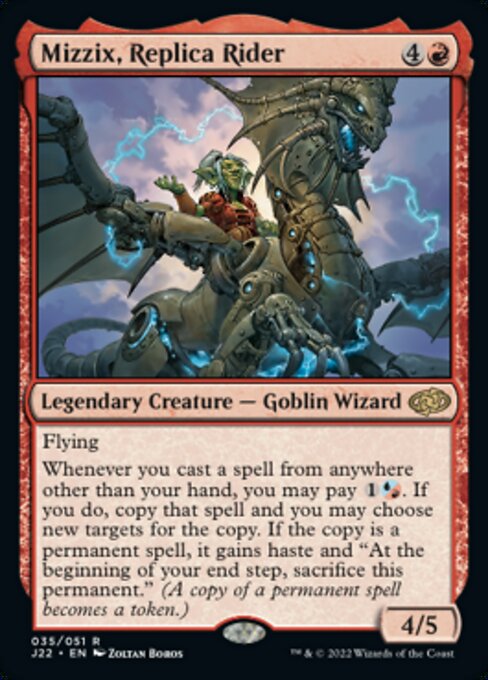 Mizzix, Replica Rider 4
Legendary Creature — Goblin Wizard
Flying
Whenever you cast a spell from anywhere
other than your hand, you may pay 1 . If
you do, copy that spell and you may choose
new targets for the copy. If the copy is a
permanent spell, it gains haste and “At the
beginning of your end step, sacrifice this
permanent.” (A copy of a permanent spell
becomes a token.)
4/5
035/051 R
J22 • EN Zoltan Boros
™ & © 2022 Wizards of the Coast